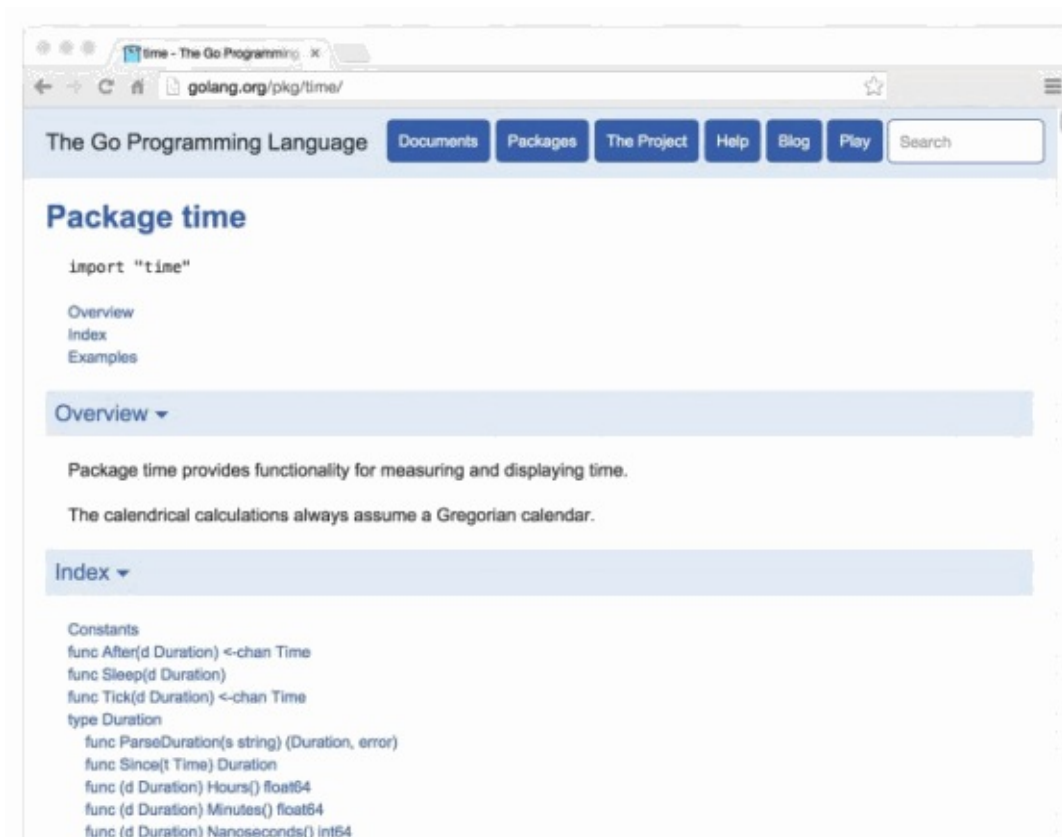 time - The Go Programming
golang.org/pkg/time/
The Go Programming Language Documents Packages The Project Help Blog Play Search
Package time
import "time"
Overview
Index
Examples
Overview
Package time provides functionality for measuring and displaying time.
The calendrical calculations always assume a Gregorian calendar.
Index
Constants
func After(d Duration) <-chan Time
func Sleep(d Duration)
func Tick(d Duration) <-chan Time
type Duration
func ParseDuration(s string) (Duration, error)
func Since(t Time) Duration
func (d Duration) Hours() float64
func (d Duration) Minutes() float64
func (d Duration) Nanoseconds() int64